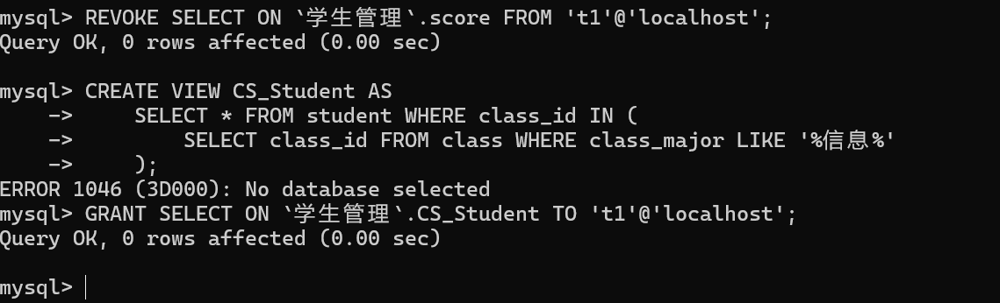 mysql> REVOKE SELECT ON `学生管理`.score FROM 't1'@'localhost';
Query OK, 0 rows affected (0.00 sec)
mysql> CREATE VIEW CS_Student AS
    ->     SELECT * FROM student WHERE class_id IN (
    ->         SELECT class_id FROM class WHERE class_major LIKE '%信息%'
    ->     );
ERROR 1046 (3D000): No database selected
mysql> GRANT SELECT ON `学生管理`.CS_Student TO 't1'@'localhost';
Query OK, 0 rows affected (0.00 sec)
mysql>